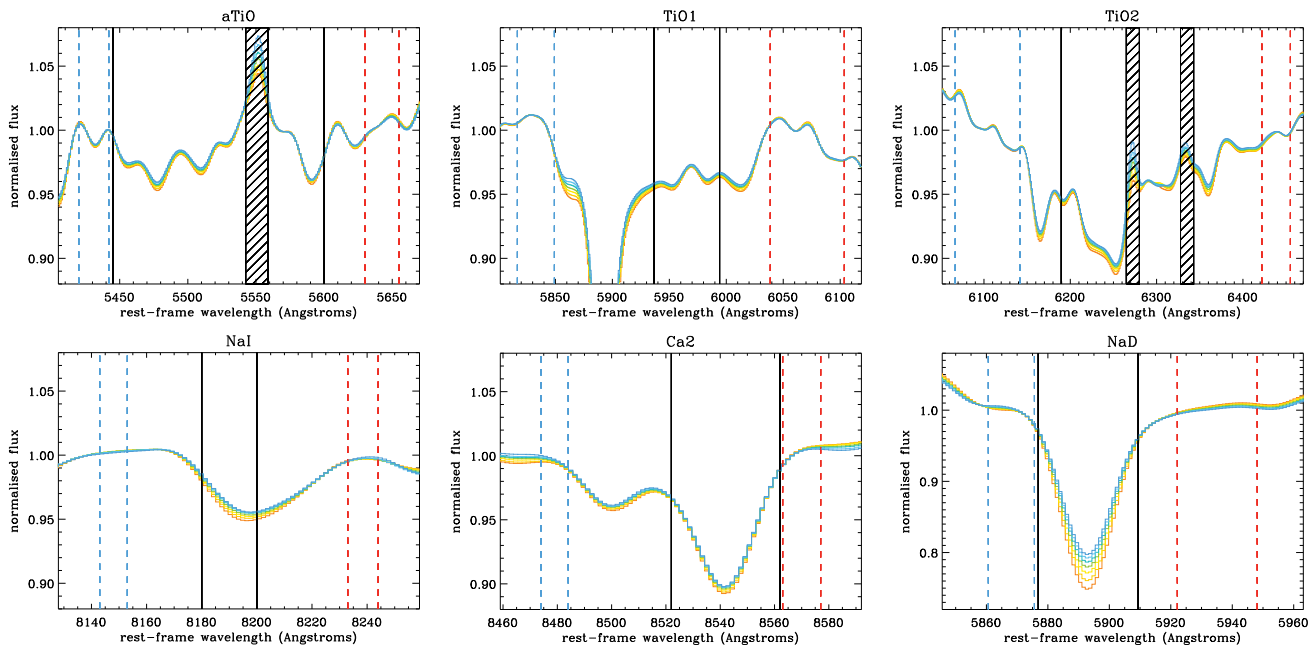 aTiO
TiO1
TiO2
normalised flux
1.05
1.00
0.95
0.90
5450 5500 5550 5600 5650
rest-frame wavelength (Angstroms)
normalised flux
1.05
1.00
0.95
0.90
5850 5900 5950 6000 6050 6100
rest-frame wavelength (Angstroms)
normalised flux
1.05
1.00
0.95
0.90
6100 6200 6300 6400
rest-frame wavelength (Angstroms)
NaI
Ca2
NaD
normalised flux
1.05
1.00
0.95
0.90
8140 8160 8180 8200 8220 8240
rest-frame wavelength (Angstroms)
normalised flux
1.05
1.00
0.95
0.90
8460 8480 8500 8520 8540 8560 8580
rest-frame wavelength (Angstroms)
normalised flux
1.0
0.9
0.8
5860 5880 5900 5920 5940 5960
rest-frame wavelength (Angstroms)